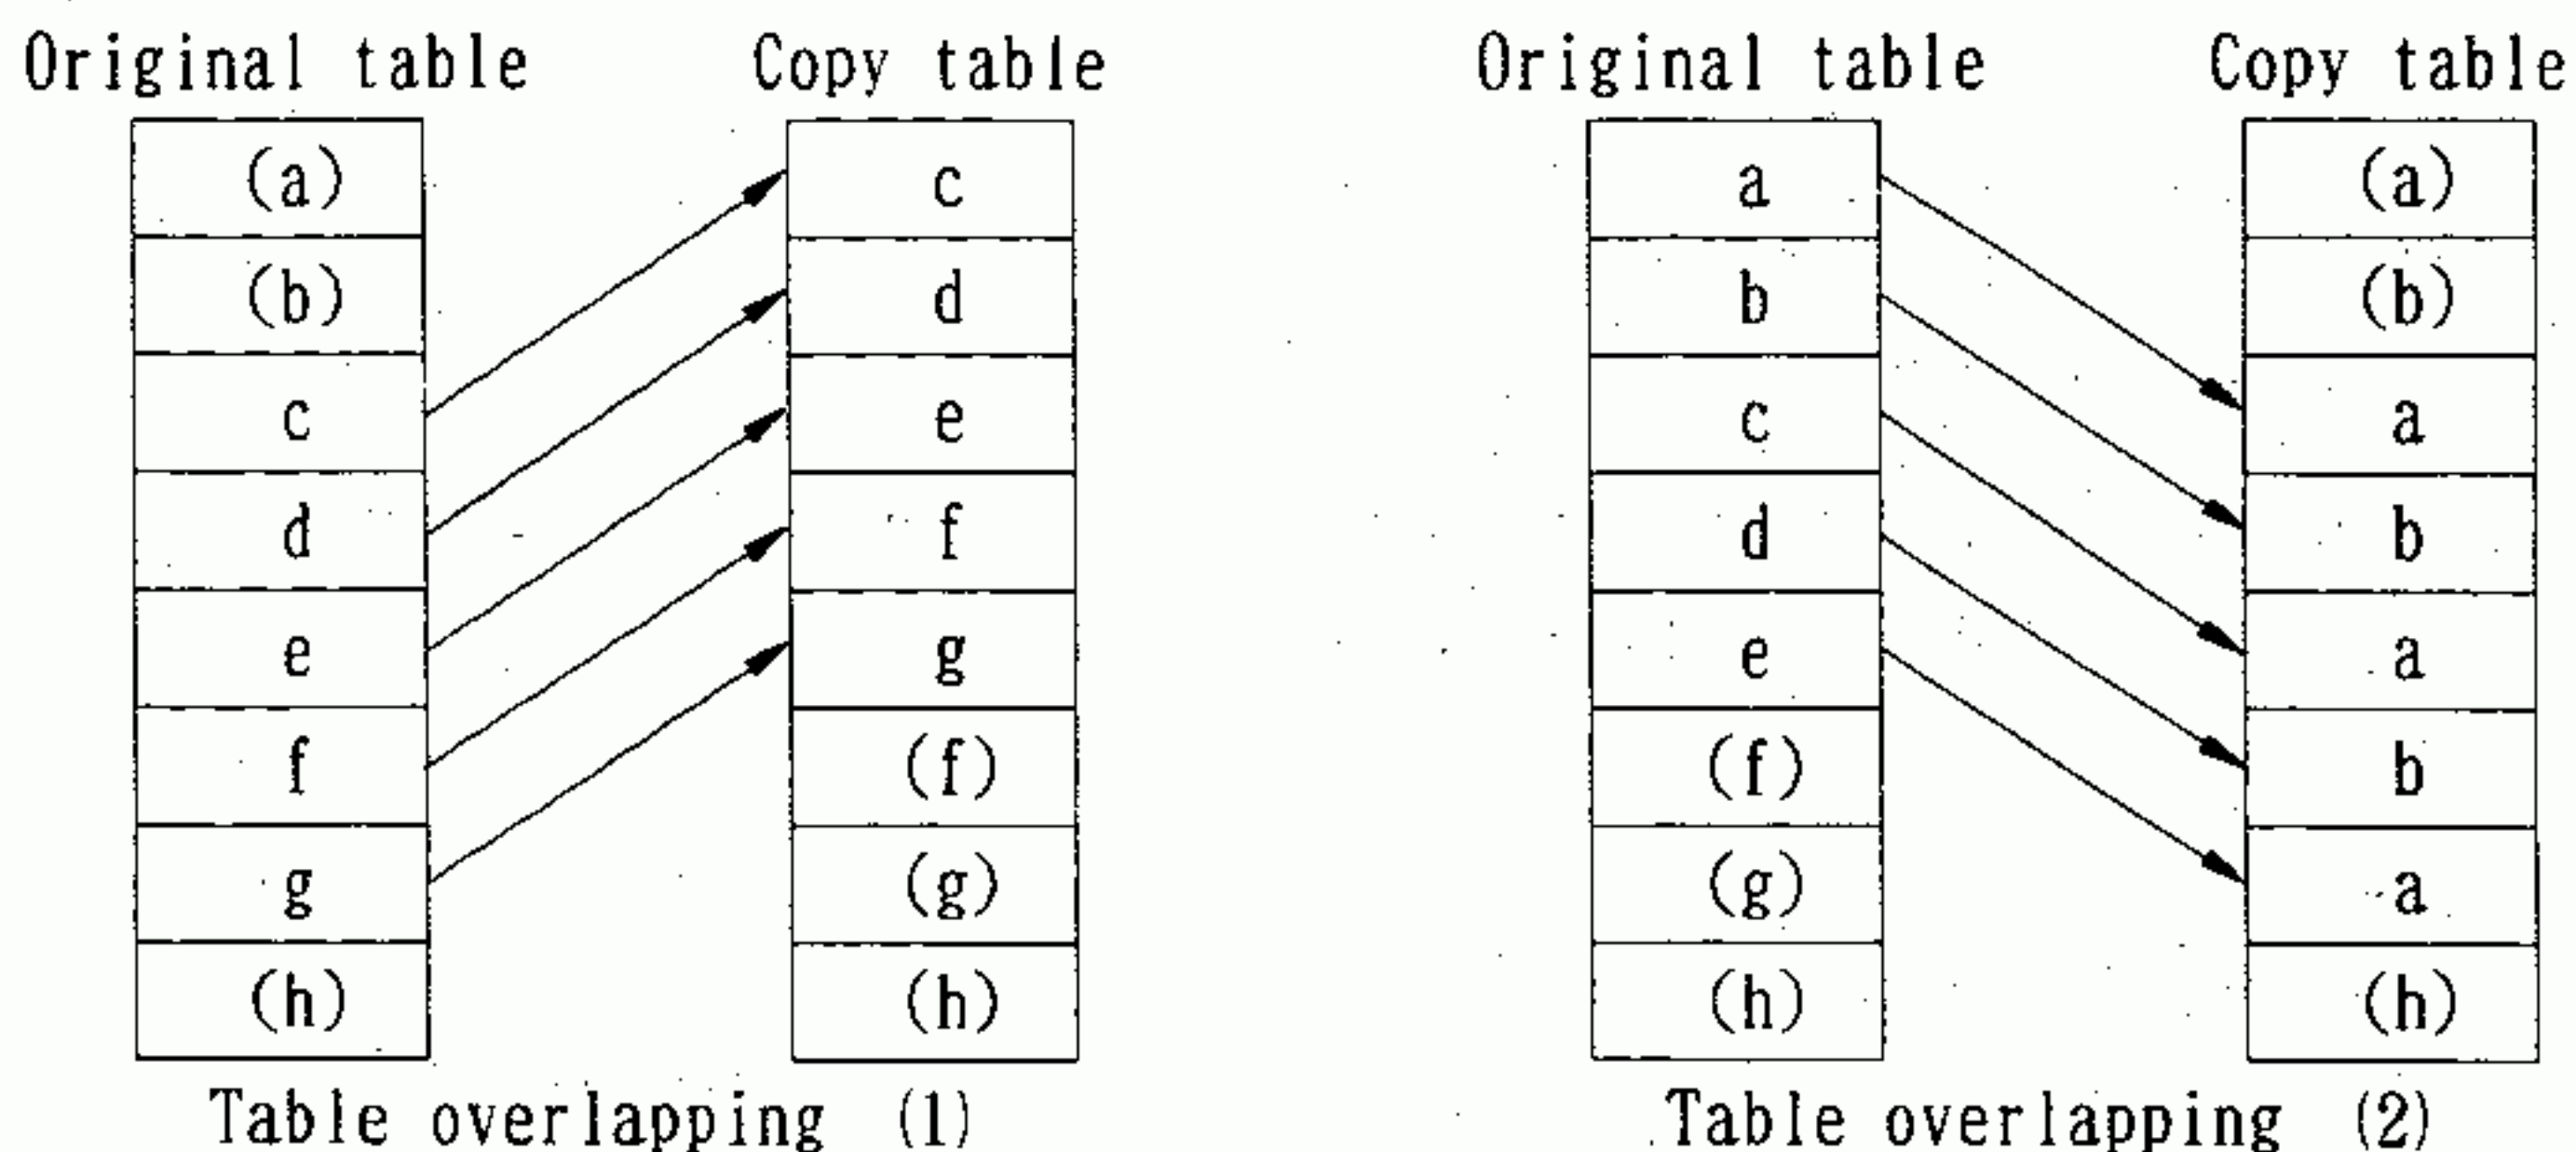 Original table Copy table Original table Copy table
(a) c a (a)
(b) d b (b)
c e c a
d f d b
e g e a
f (f) (f) b
g (g) (g) a
(h) (h) (h) (h)
Table overlapping (1) Table overlapping (2)